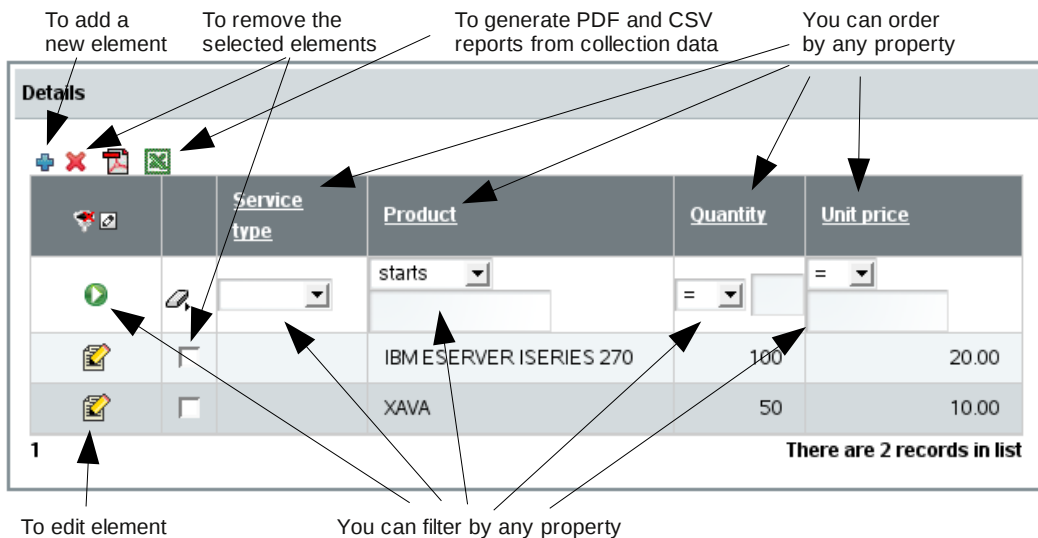 To add a
new element
To remove the
selected elements
To generate PDF and CSV
reports from collection data
You can order
by any property
Details
Service
type
Product
Quantity
Unit price
starts
=
=
IBM ESERVER ISERIES 270
100
20.00
XAVA
50
10.00
1
There are 2 records in list
To edit element
You can filter by any property